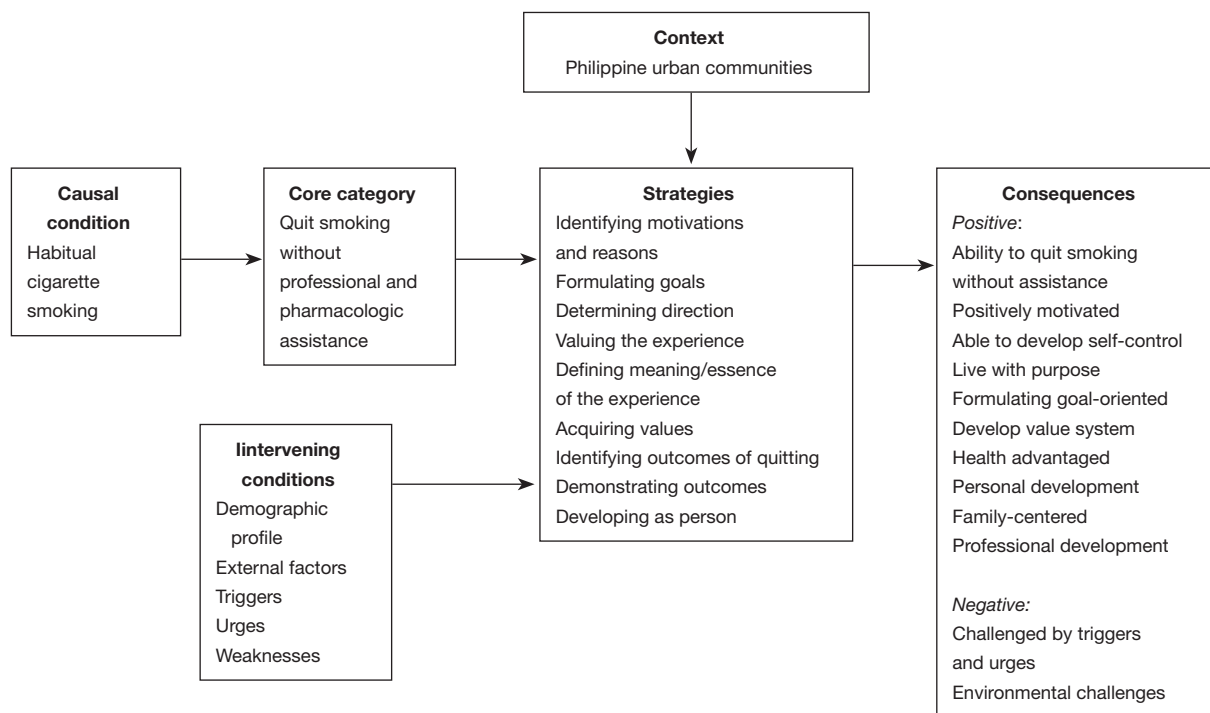 Context
Philippine urban communities
Causal
condition
Habitual
cigarette
smoking
Core category
Quit smoking
without
professional and
pharmacologic
assistance
Strategies
Identifying motivations
and reasons
Formulating goals
Determining direction
Valuing the experience
Defining meaning/essence
of the experience
Acquiring values
Identifying outcomes of quitting
Demonstrating outcomes
Developing as person
Consequences
Positive:
Ability to quit smoking
without assistance
Positively motivated
Able to develop self-control
Live with purpose
Formulating goal-oriented
Develop value system
Health advantaged
Personal development
Family-centered
Professional development
Negative:
Challenged by triggers
and urges
Environmental challenges
Iintervening
conditions
Demographic
profile
External factors
Triggers
Urges
Weaknesses